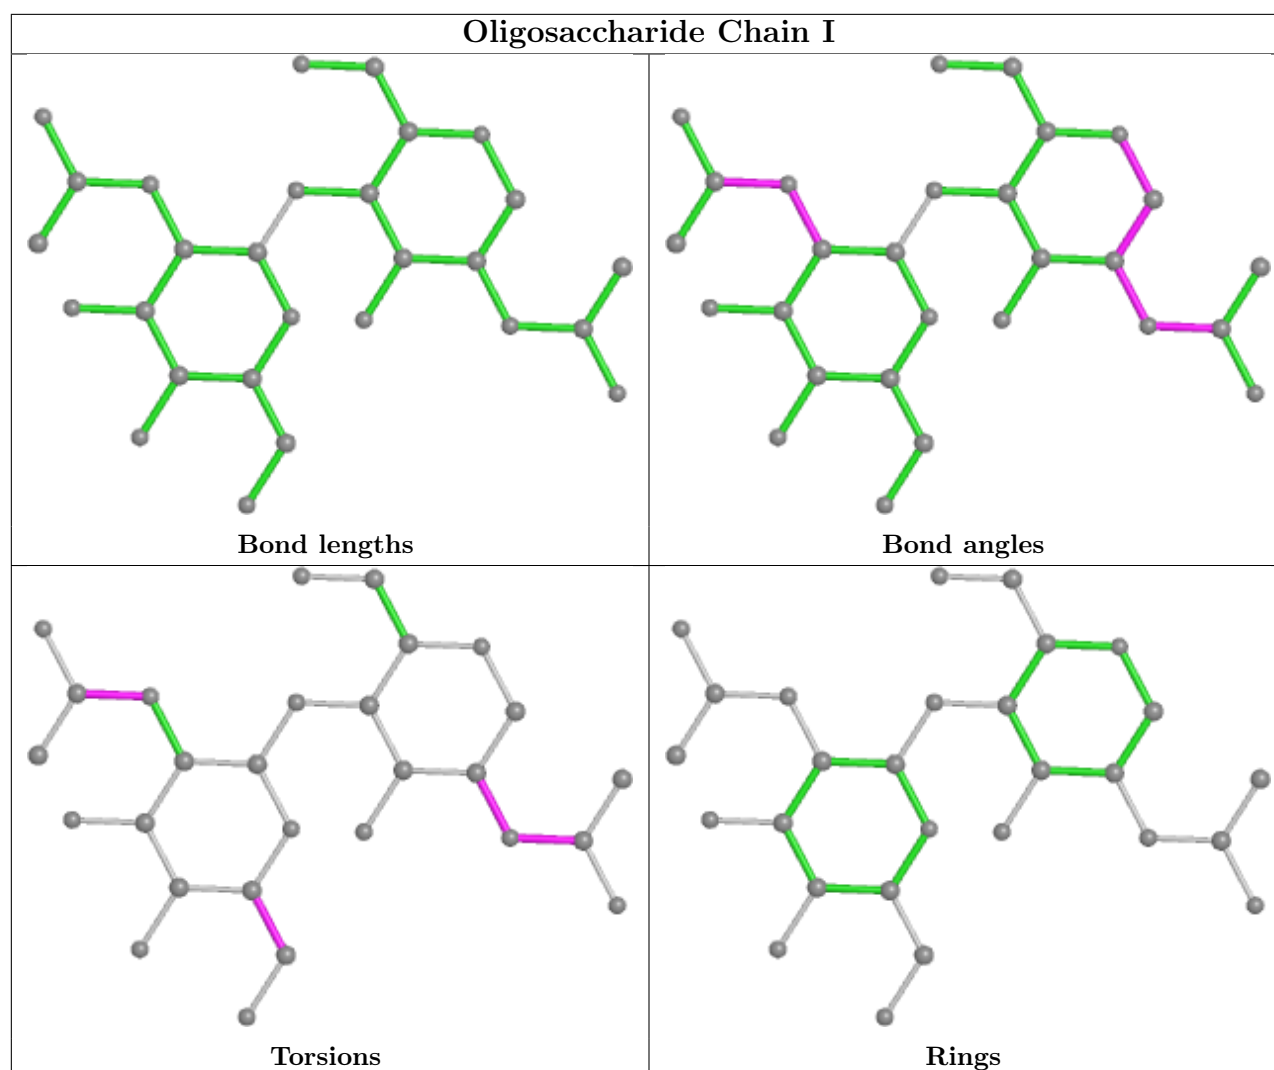 Oligosaccharide Chain I
Bond lengths
Bond angles
Torsions
Rings